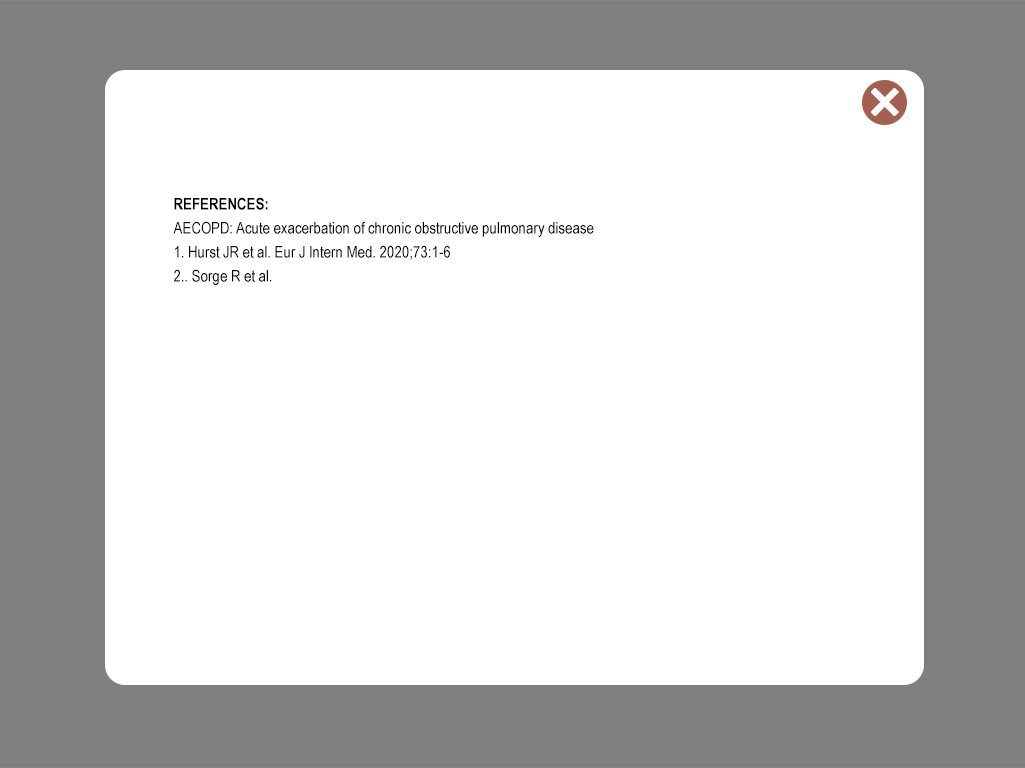 REFERENCES:
AECOPD: Acute exacerbation of chronic obstructive pulmonary disease
1. Hurst JR et al. Eur J Intern Med. 2020;73:1-6
2.. Sorge R et al.